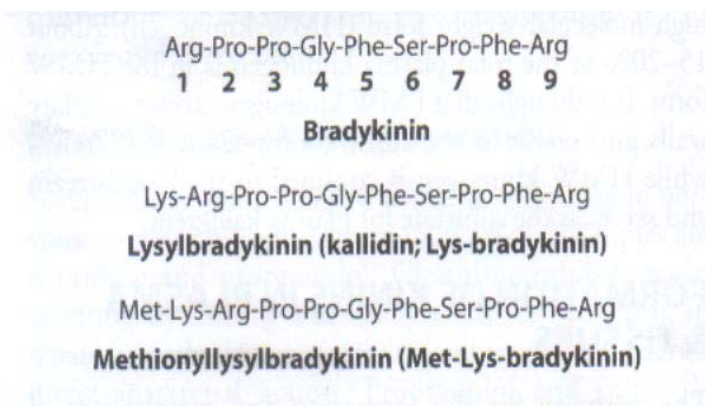 Arg-Pro-Pro-Gly-Phe-Ser-Pro-Phe-Arg
1 2 3 4 5 6 7 8 9
Bradykinin
Lys-Arg-Pro-Pro-Gly-Phe-Ser-Pro-Phe-Arg
Lysylbradykinin (kallidin; Lys-bradykinin)
Met-Lys-Arg-Pro-Pro-Gly-Phe-Ser-Pro-Phe-Arg
Methionyllysylbradykinin (Met-Lys-bradykinin)